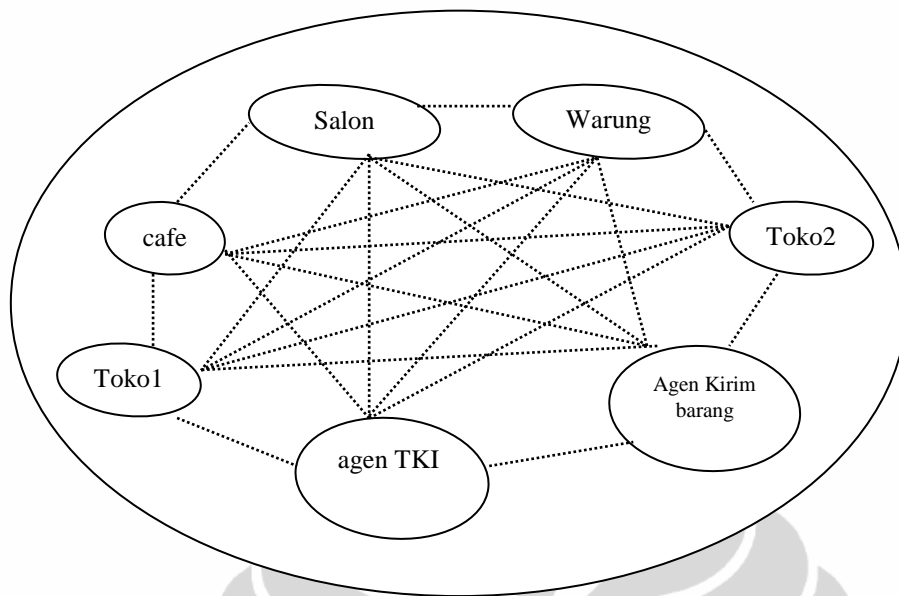 Salon
Warung
cafe
Toko2
Toko1
Agen Kirim
barang
agen TKI